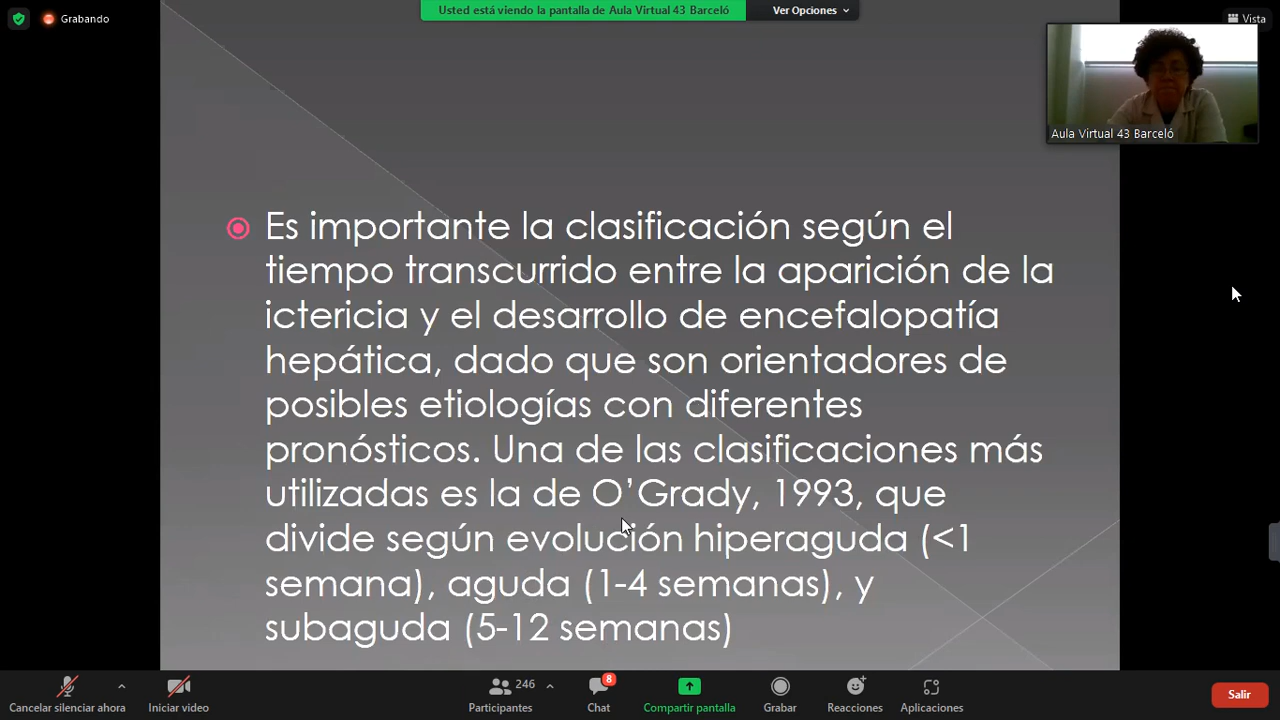 Grabando
Usted está viendo la pantalla de Aula Virtual 43 Barceló
Ver Opciones
Vista
Aula Virtual 43 Barceló
Es importante la clasificación según el
tiempo transcurrido entre la aparición de la
ictericia y el desarrollo de encefalopatía
hepática, dado que son orientadores de
posibles etiologías con diferentes
pronósticos. Una de las clasificaciones más
utilizadas es la de O’Grady, 1993, que
divide según evolución hiperaguda (<1
semana), aguda (1-4 semanas), y
subaguda (5-12 semanas)
246
8
Cancelar silenciar ahora
Iniciar video
Participantes
Chat
Compartir pantalla
Grabar
Reacciones
Aplicaciones
Salir